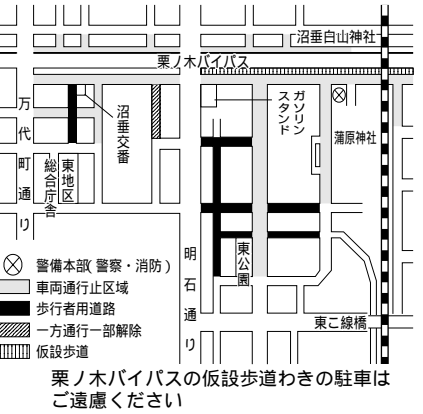 沼垂白山神社
栗ノ木バイパス
万代町通り
沼垂交番
ガソリン
スタンド
蒲原神社
東地区
総合庁舎
明石通り
東公園
東こ線橋
警備本部(警察・消防)
車両通行止区域
歩行者用道路
一方通行一部解除
仮設歩道
栗ノ木バイパスの仮設歩道わきの駐車は
ご遠慮ください